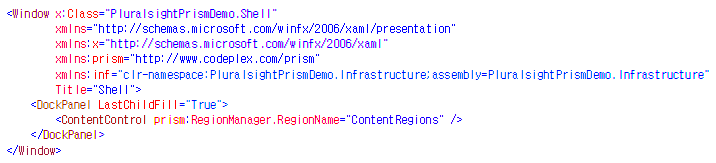 <Window x:Class="PluralsightPrismDemo.Shell"
xmlns="http://schemas.microsoft.com/winfx/2006/xaml/presentation"
xmlns:x="http://schemas.microsoft.com/winfx/2006/xaml"
xmlns:prism="http://www.codeplex.com/prism"
xmlns:inf="clr-namespace:PluralsightPrismDemo.Infrastructure;assembly=PluralsightPrismDemo.Infrastructure"
Title="Shell">
<DockPanel LastChildFill="True">
<ContentControl prism:RegionManager.RegionName="ContentRegions" />
</DockPanel>
</Window>